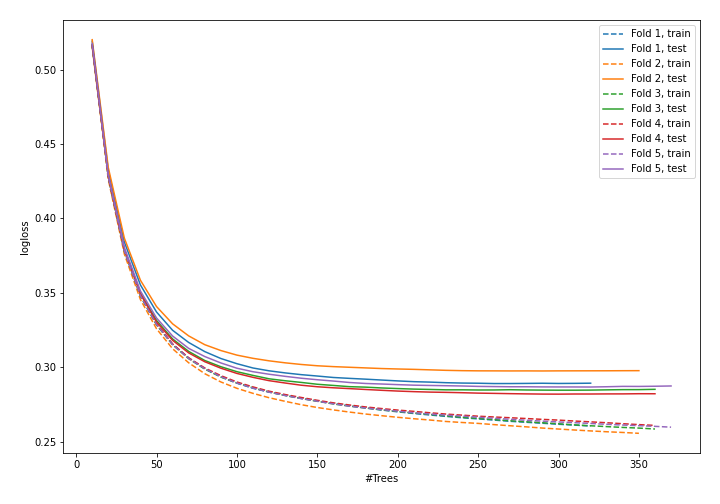 0.50
0.45
0.40
0.35
0.30
0.25
logloss
0
50
100
150
200
250
300
350
#Trees
Fold 1, train
Fold 1, test
Fold 2, train
Fold 2, test
Fold 3, train
Fold 3, test
Fold 4, train
Fold 4, test
Fold 5, train
Fold 5, test